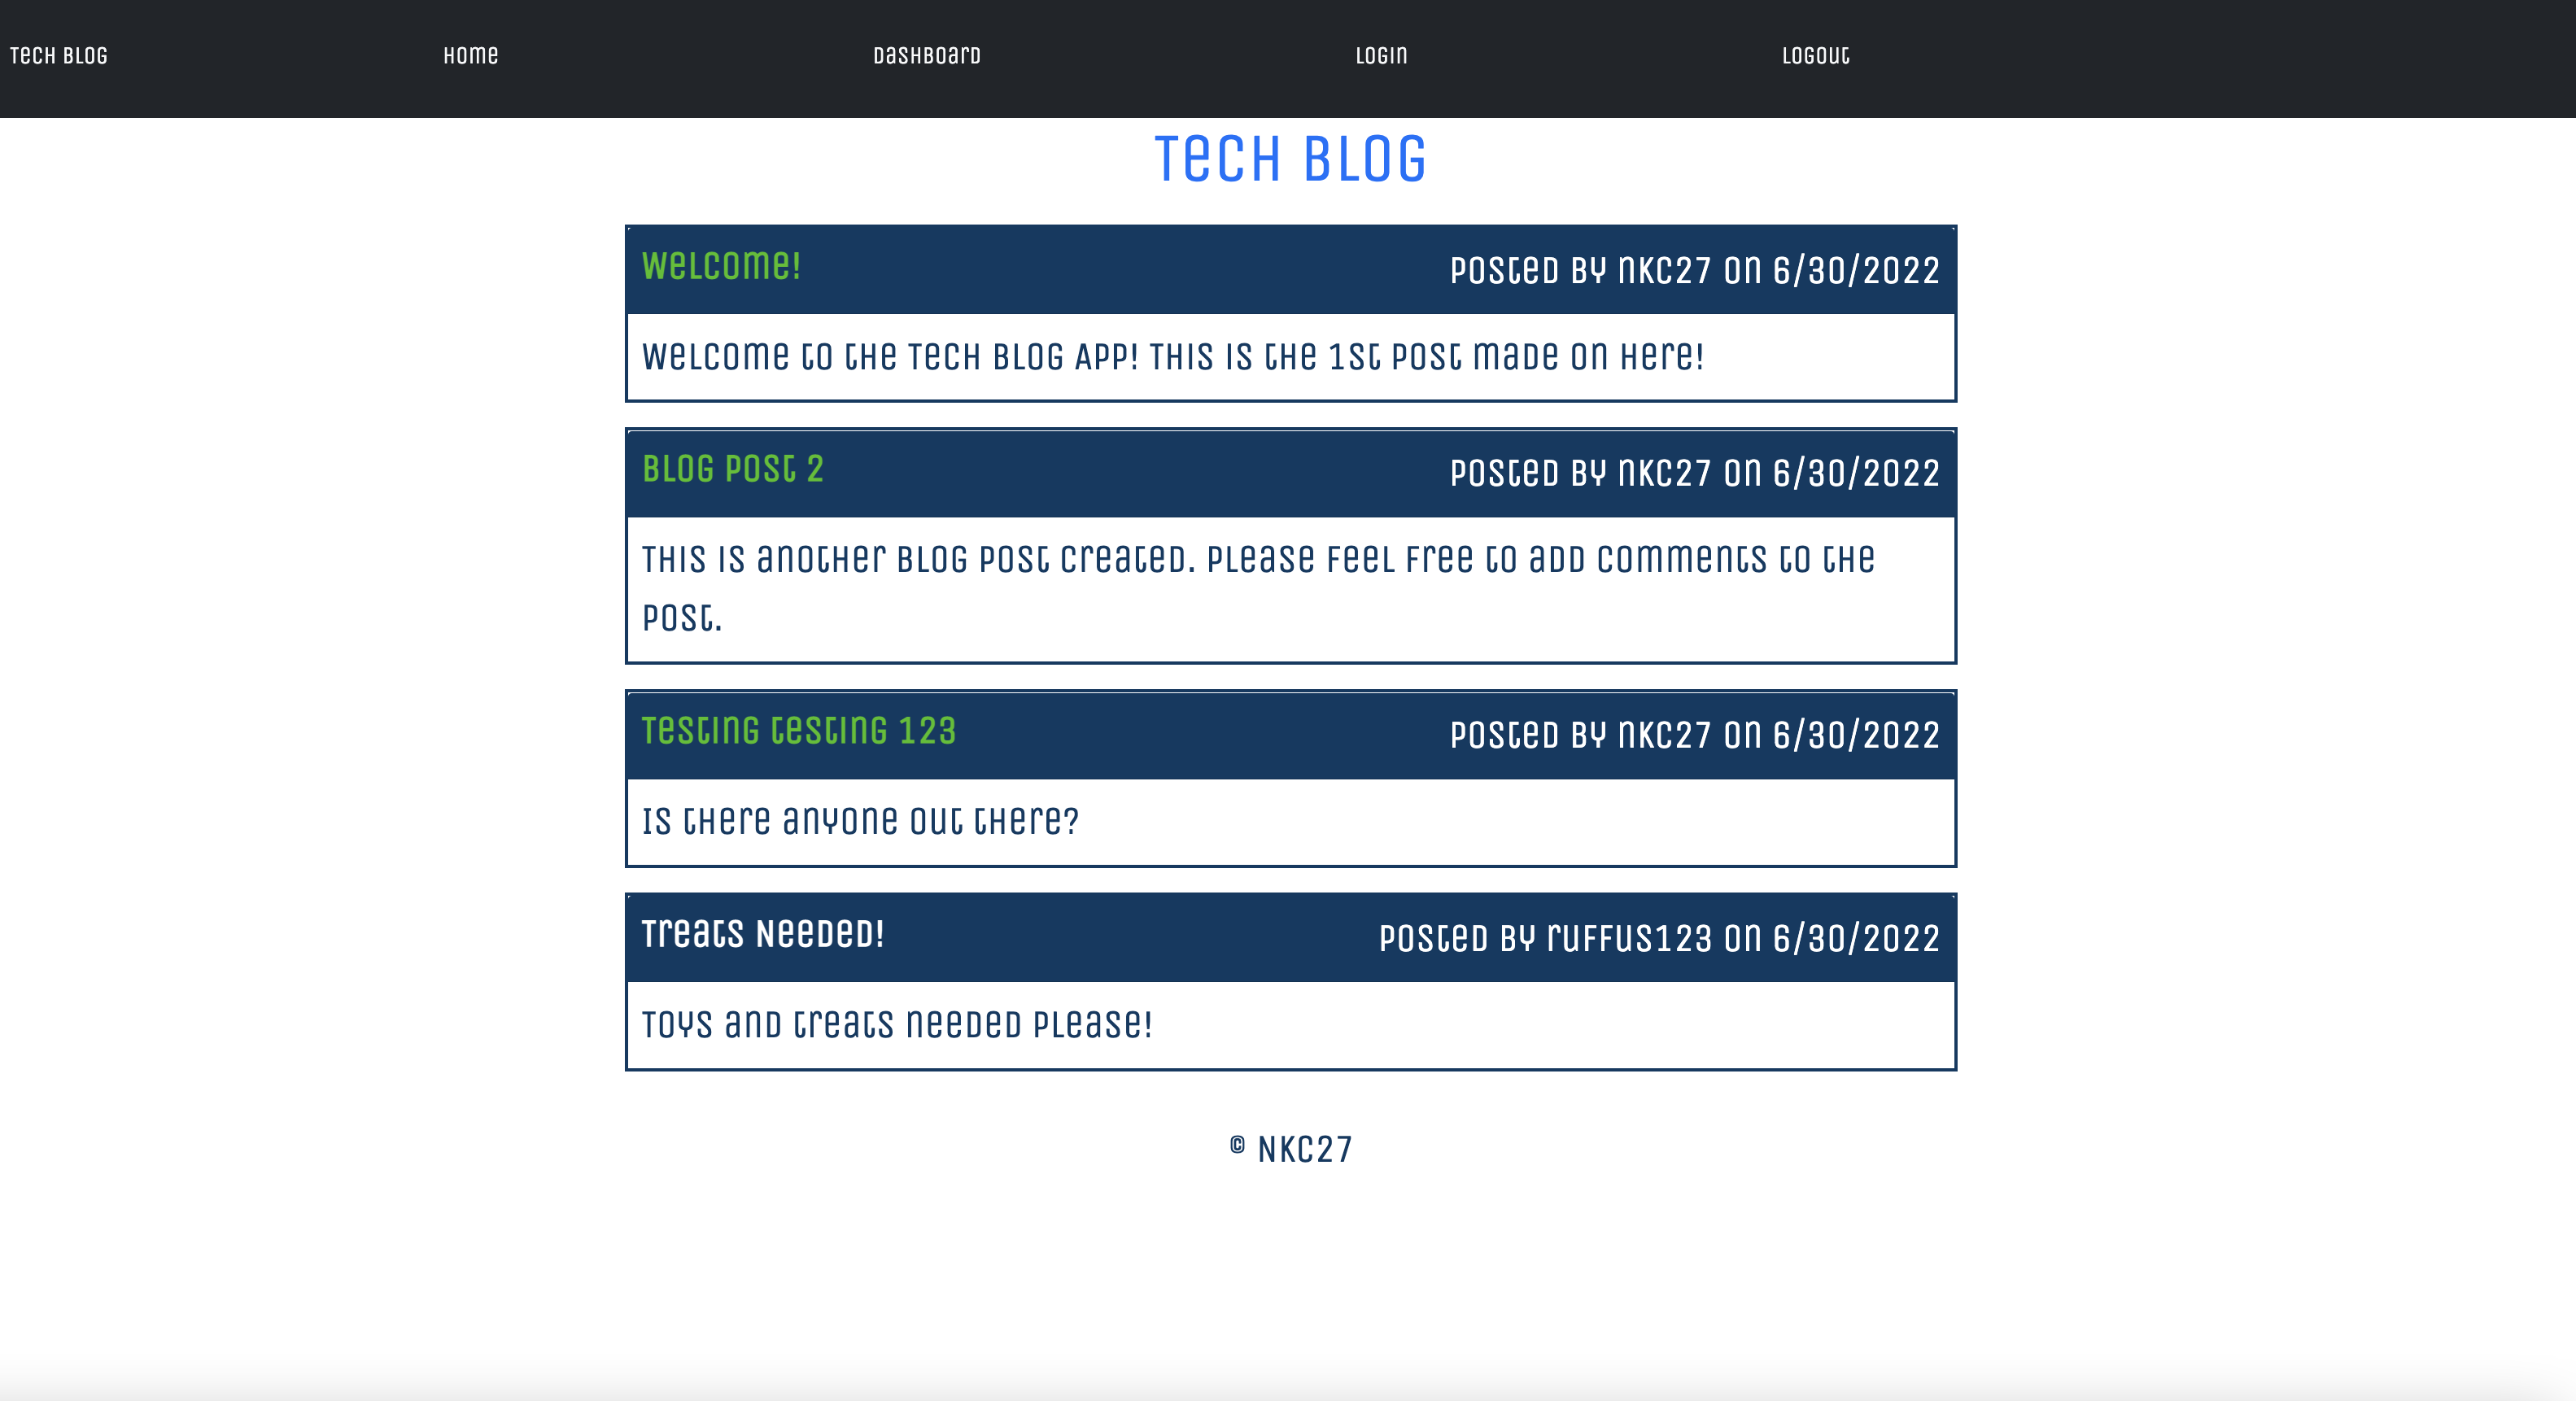 Tech Blog
Home
Dashboard
Login
Logout
Tech Blog
Welcome!
Posted by nkc27 on 6/30/2022
Welcome to the Tech Blog App! This is the 1st post made on here!
Blog Post 2
Posted by nkc27 on 6/30/2022
This is another blog post created. Please feel free to add comments to the
post.
Testing testing 123
Posted by nkc27 on 6/30/2022
Is there anyone out there?
Treats Needed!
Posted by ruffus123 on 6/30/2022
Toys and treats needed please!
© NKC27